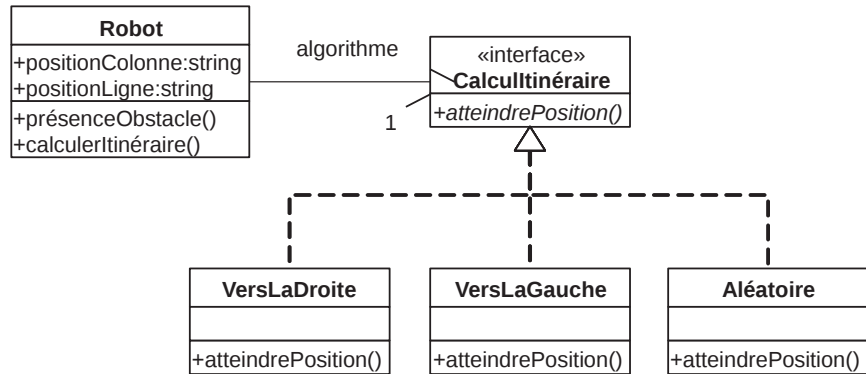 Robot
+positionColonne:string
+positionLigne:string
+présenceObstacle()
+calculerItinéraire()
algorithme
1
«interface»
CalculItinéraire
+atteindrePosition()
VersLaDroite
+atteindrePosition()
VersLaGauche
+atteindrePosition()
Aléatoire
+atteindrePosition()